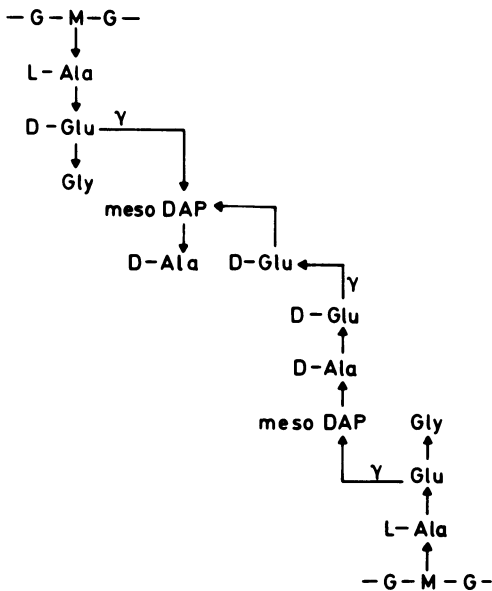 – G – M – G –
L – Ala
D – Glu γ
Gly
meso DAP
D – Ala D – Glu
γ
D – Glu
D – Ala
meso DAP Gly
γ Glu
L – Ala
– G – M – G –